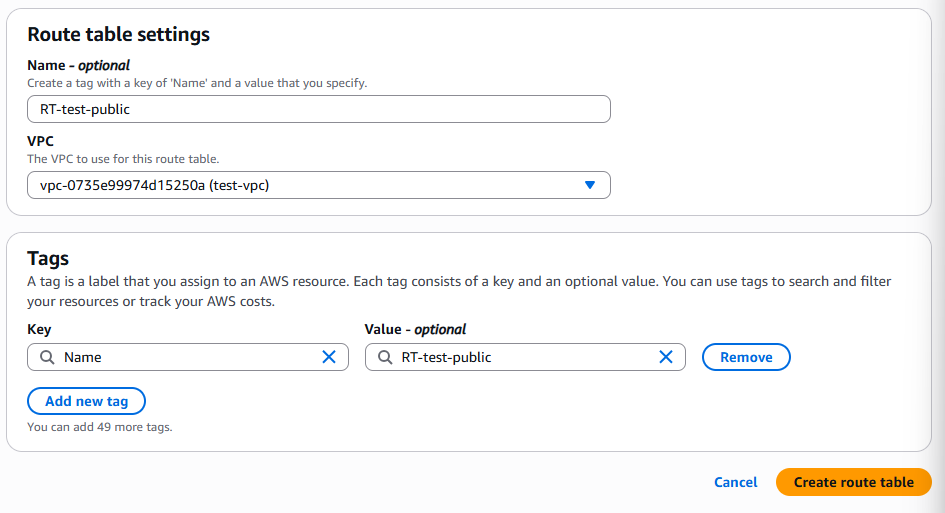 Route table settings
Name - optional
Create a tag with a key of 'Name' and a value that you specify.
RT-test-public
VPC
The VPC to use for this route table.
vpc-0735e99974d15250a (test-vpc)
Tags
A tag is a label that you assign to an AWS resource. Each tag consists of a key and an optional value. You can use tags to search and filter
your resources or track your AWS costs.
Key
Value - optional
Name
RT-test-public
Remove
Add new tag
You can add 49 more tags.
Cancel
Create route table